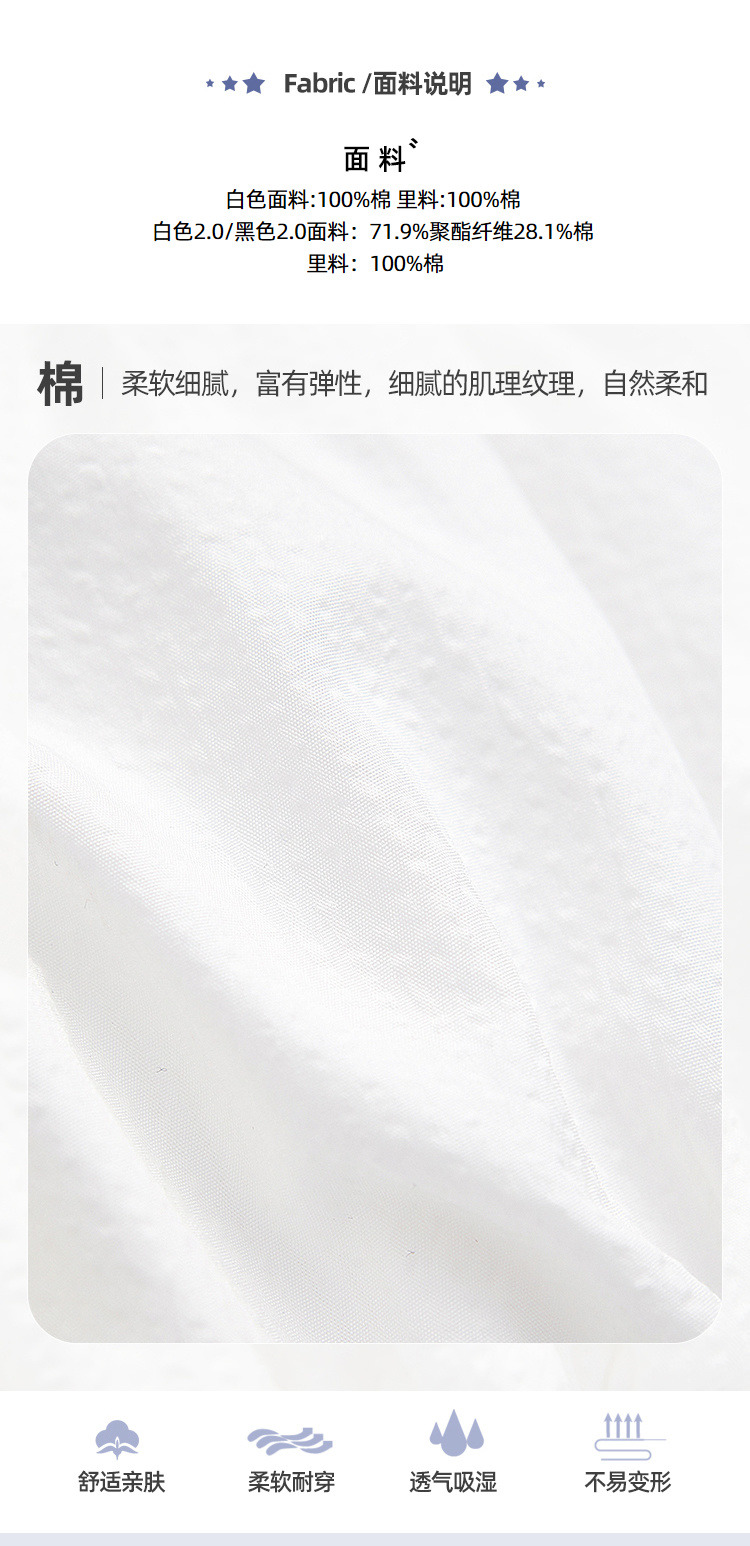 Fabric /面料说明
面 料
白色面料:100%棉 里料:100%棉
白色2.0/黑色2.0面料：71.9%聚酯纤维28.1%棉
里料：100%棉
棉
柔软细腻，富有弹性，细腻的肌理纹理，自然柔和
舒适亲肤
柔软耐穿
透气吸湿
不易变形